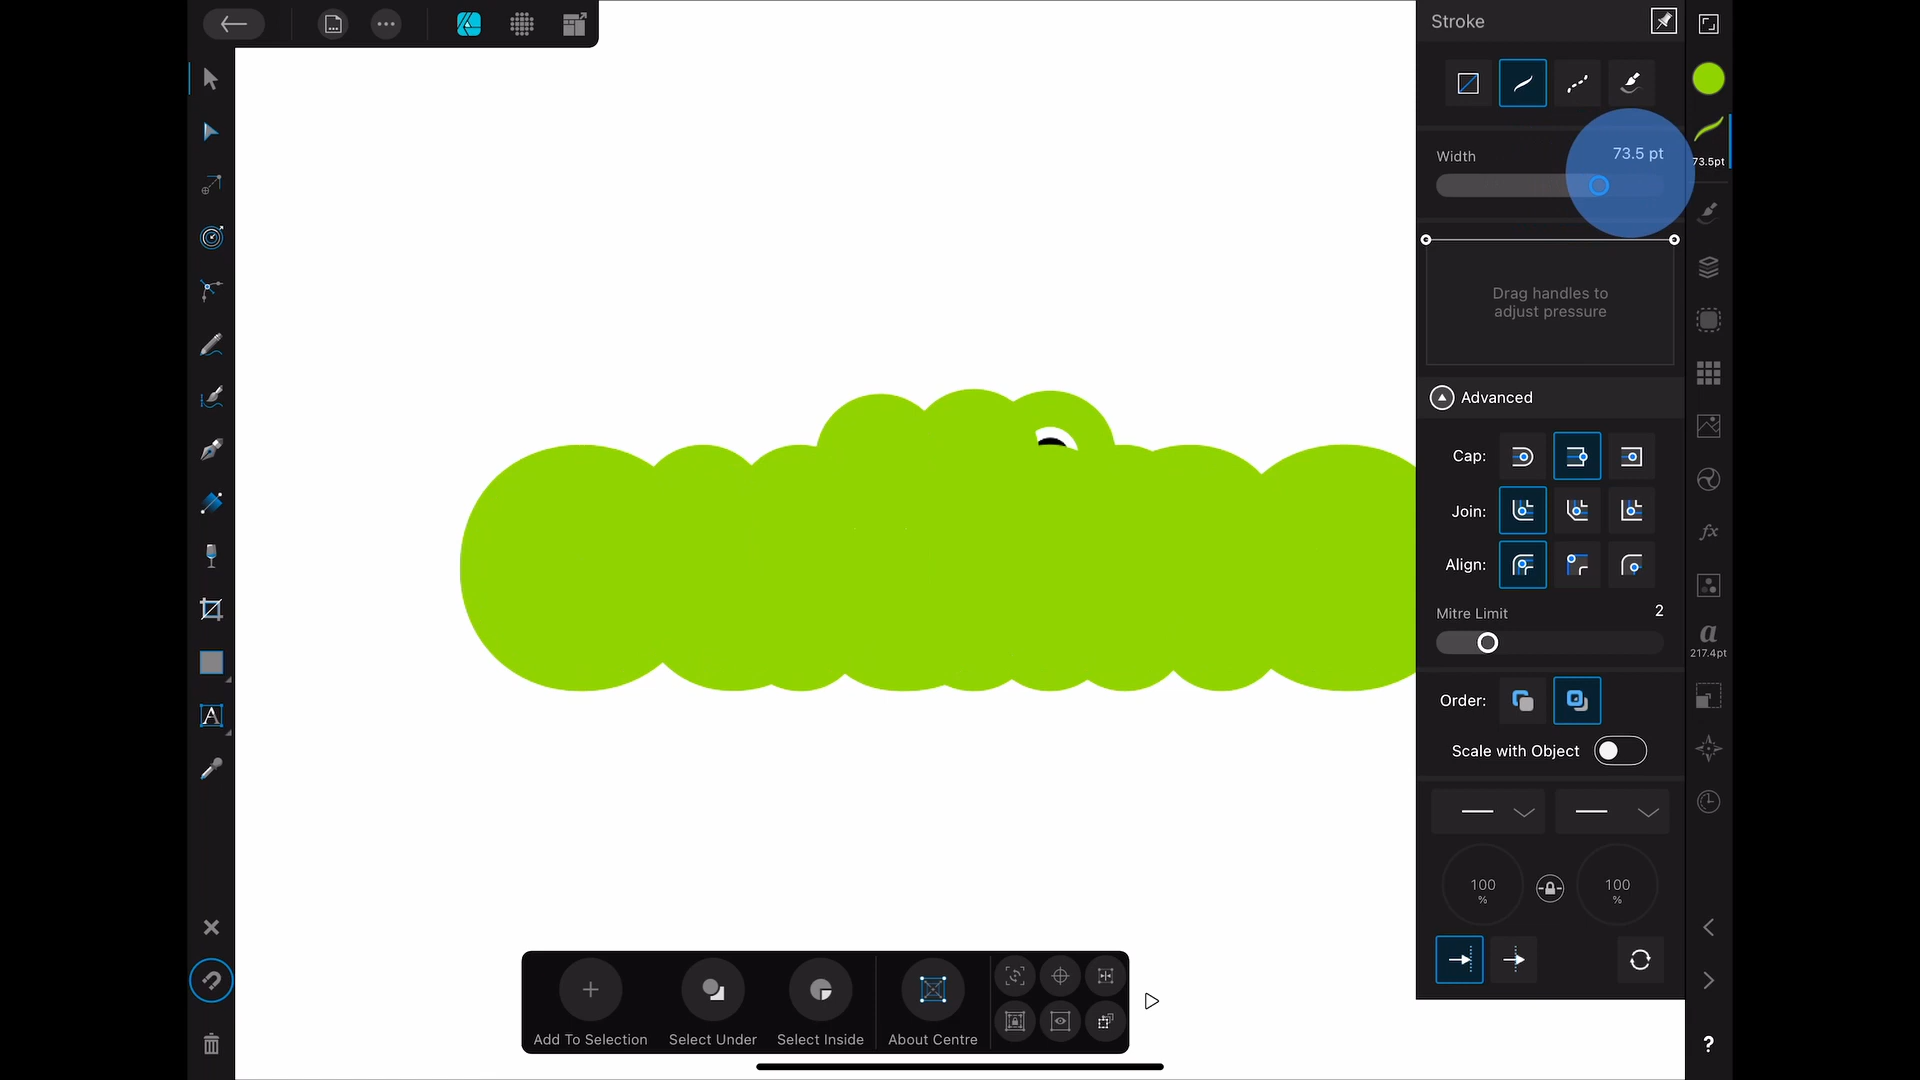 Stroke
Width
73.5 pt
73.5pt
Drag handles to
adjust pressure
Advanced
Cap:
Join:
Align:
Mitre Limit
2
a
217.4pt
fx
A
Order:
Scale with Object
100
%
100
%
Add To Selection
Select Under
Select Inside
About Centre
?